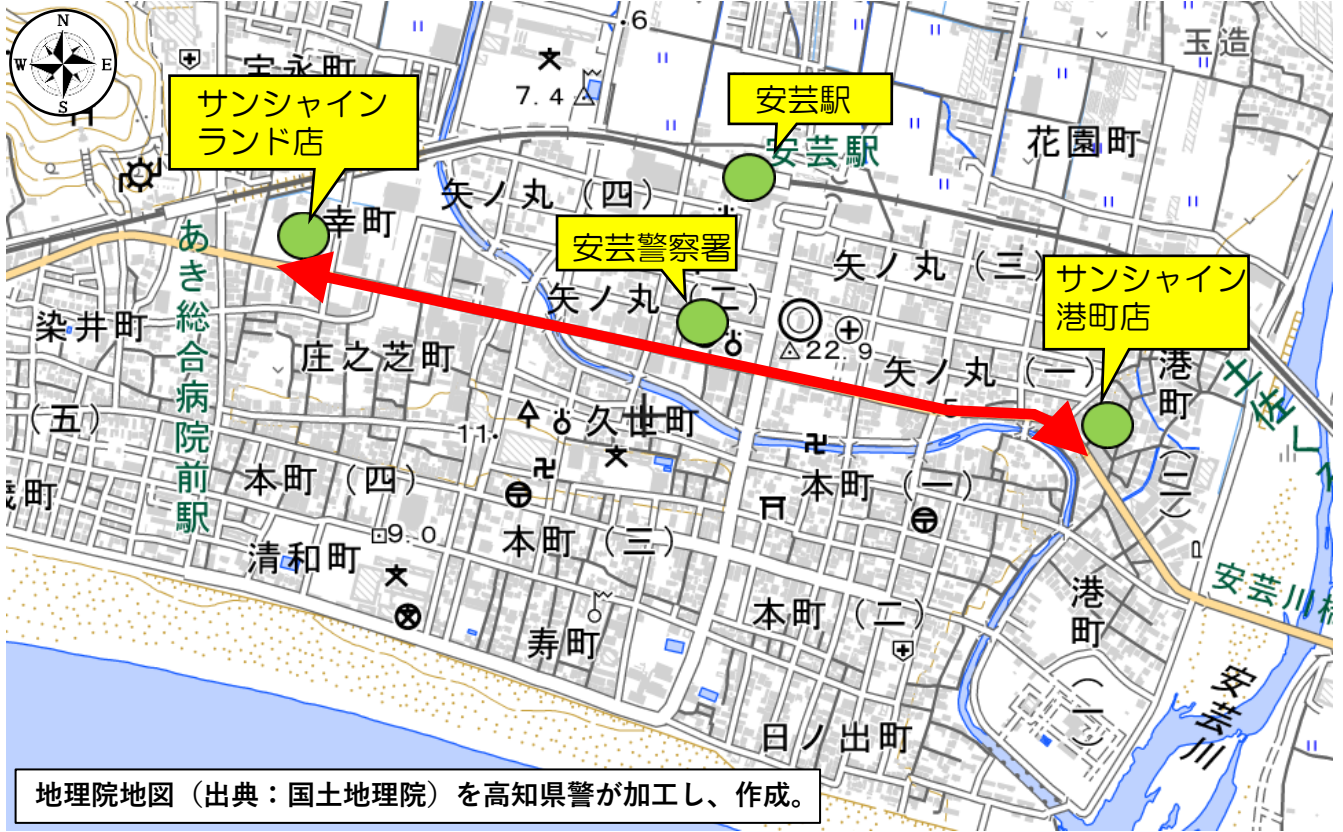 N
W
E
S
宝永町
サンシャイン
ランド店
幸町
7.4
.6
安芸駅
安芸駅
玉造
花園町
矢ノ丸（四）
安芸警察署
矢ノ丸（二）
矢ノ丸（三）
サンシャイン
港町店
22.9
矢ノ丸（一）
5
港町（二）
あき総合病院前駅
染井町
庄之芝町
（五）
11.
久世町
本町（四）
本町（一）
9.0
本町（三）
清和町
寿町
本町（二）
P
安芸川
港町（一）
安芸川
日ノ出町
地理院地図（出典：国土地理院）を高知県警が加工し、作成。